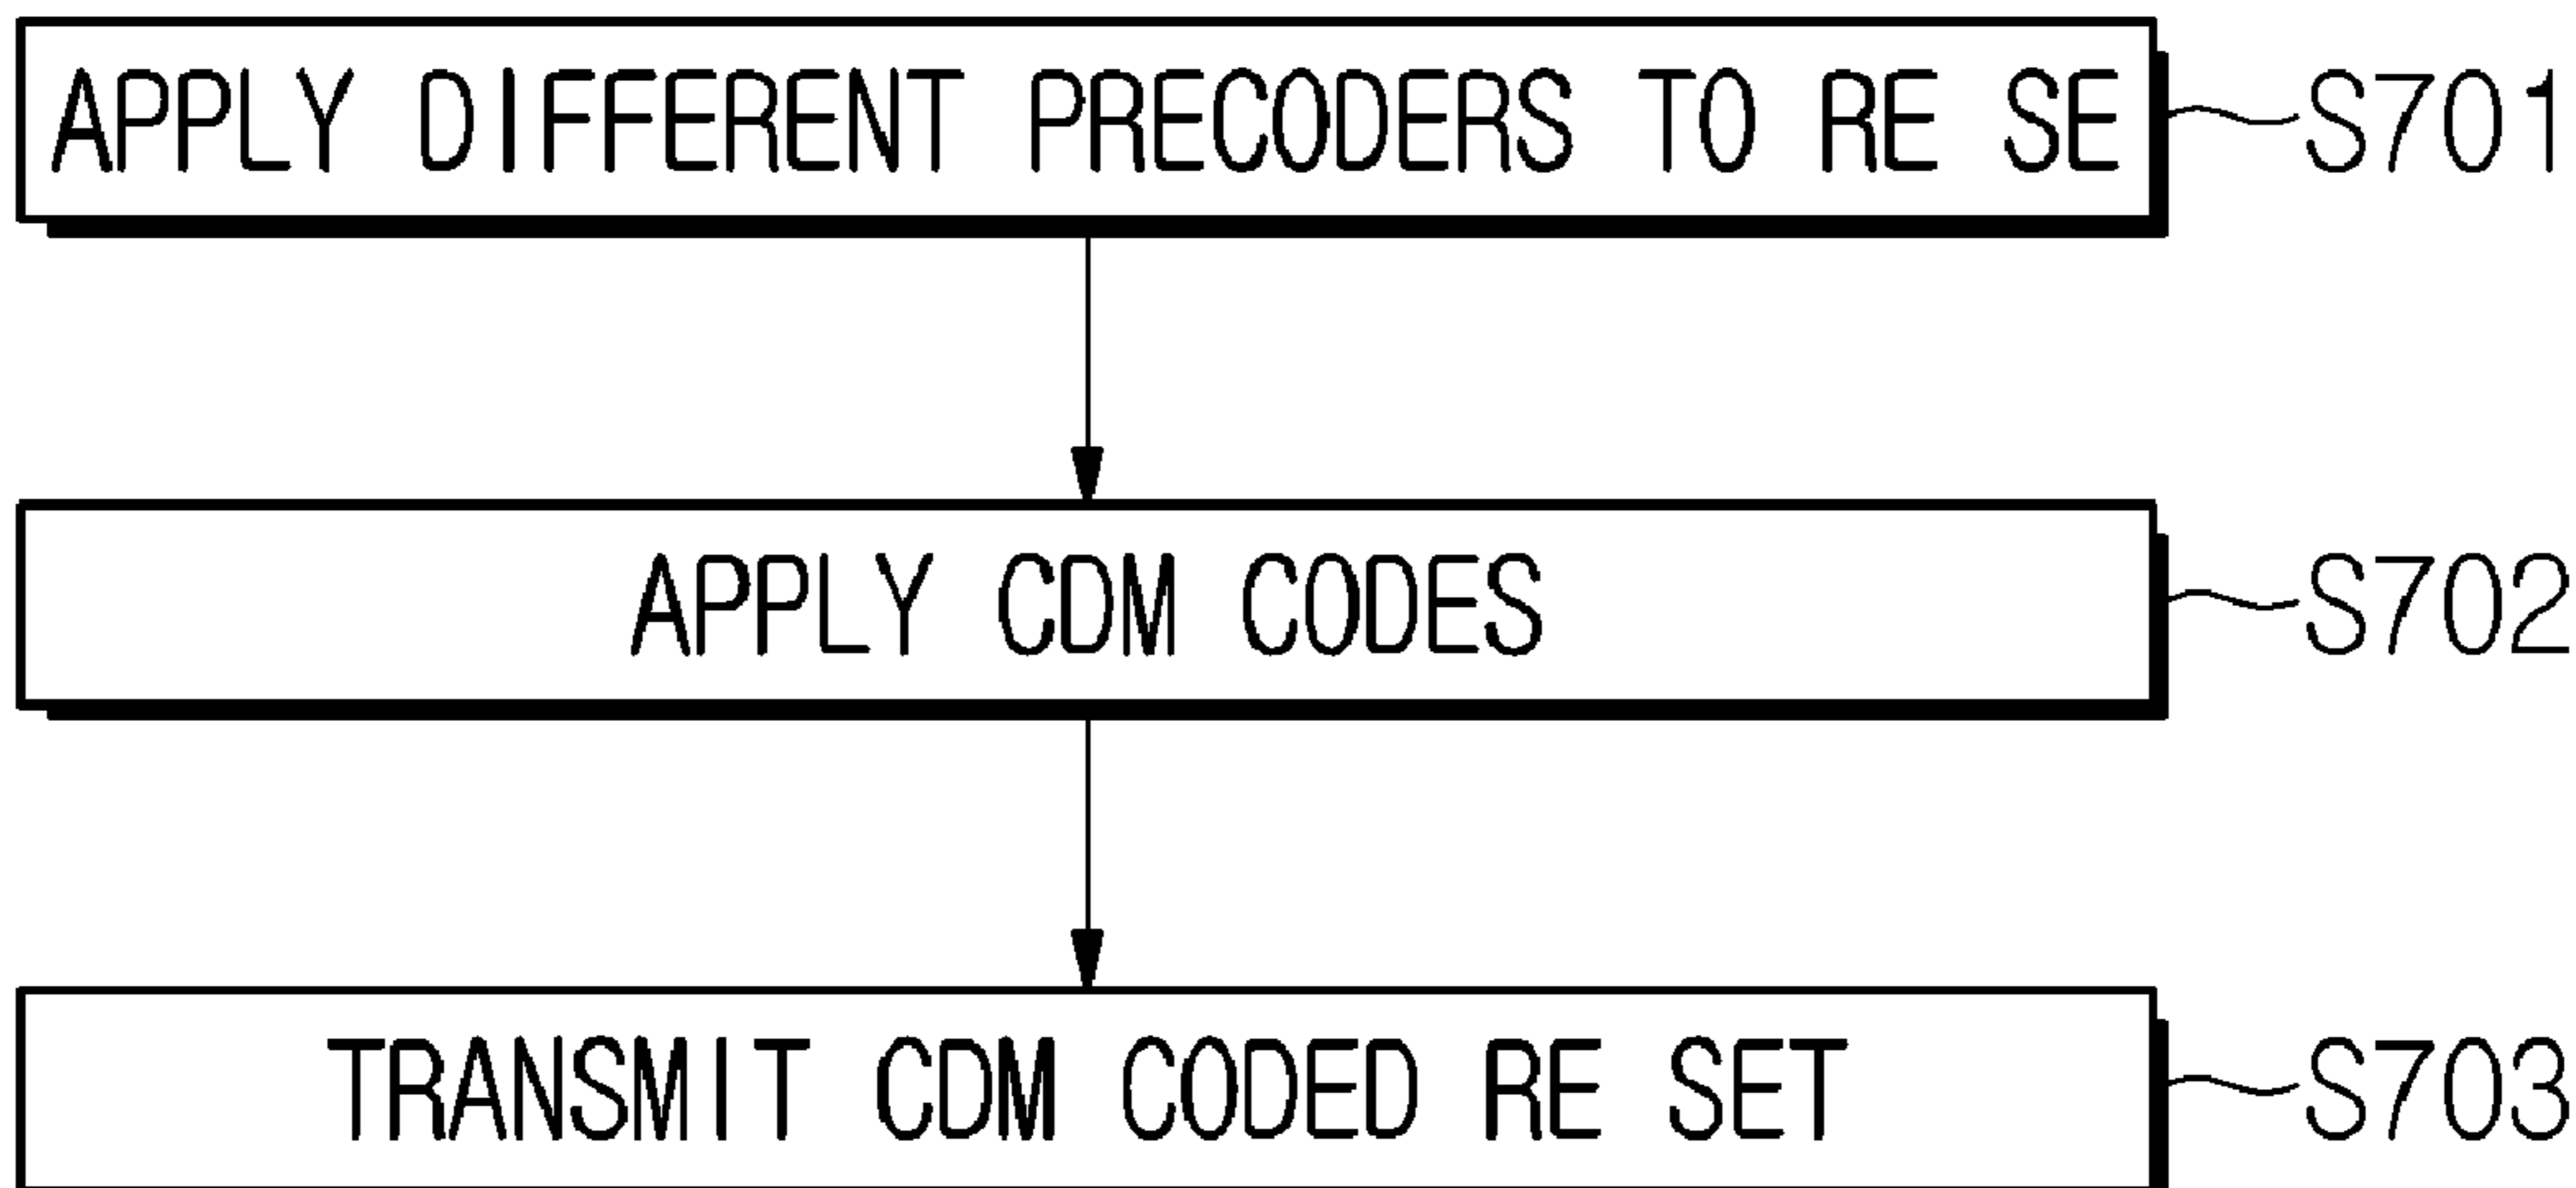 APPLY DIFFERENT PRECODERS TO RE SE
S701
APPLY CDM CODES
S702
TRANSMIT CDM CODED RE SET
S703